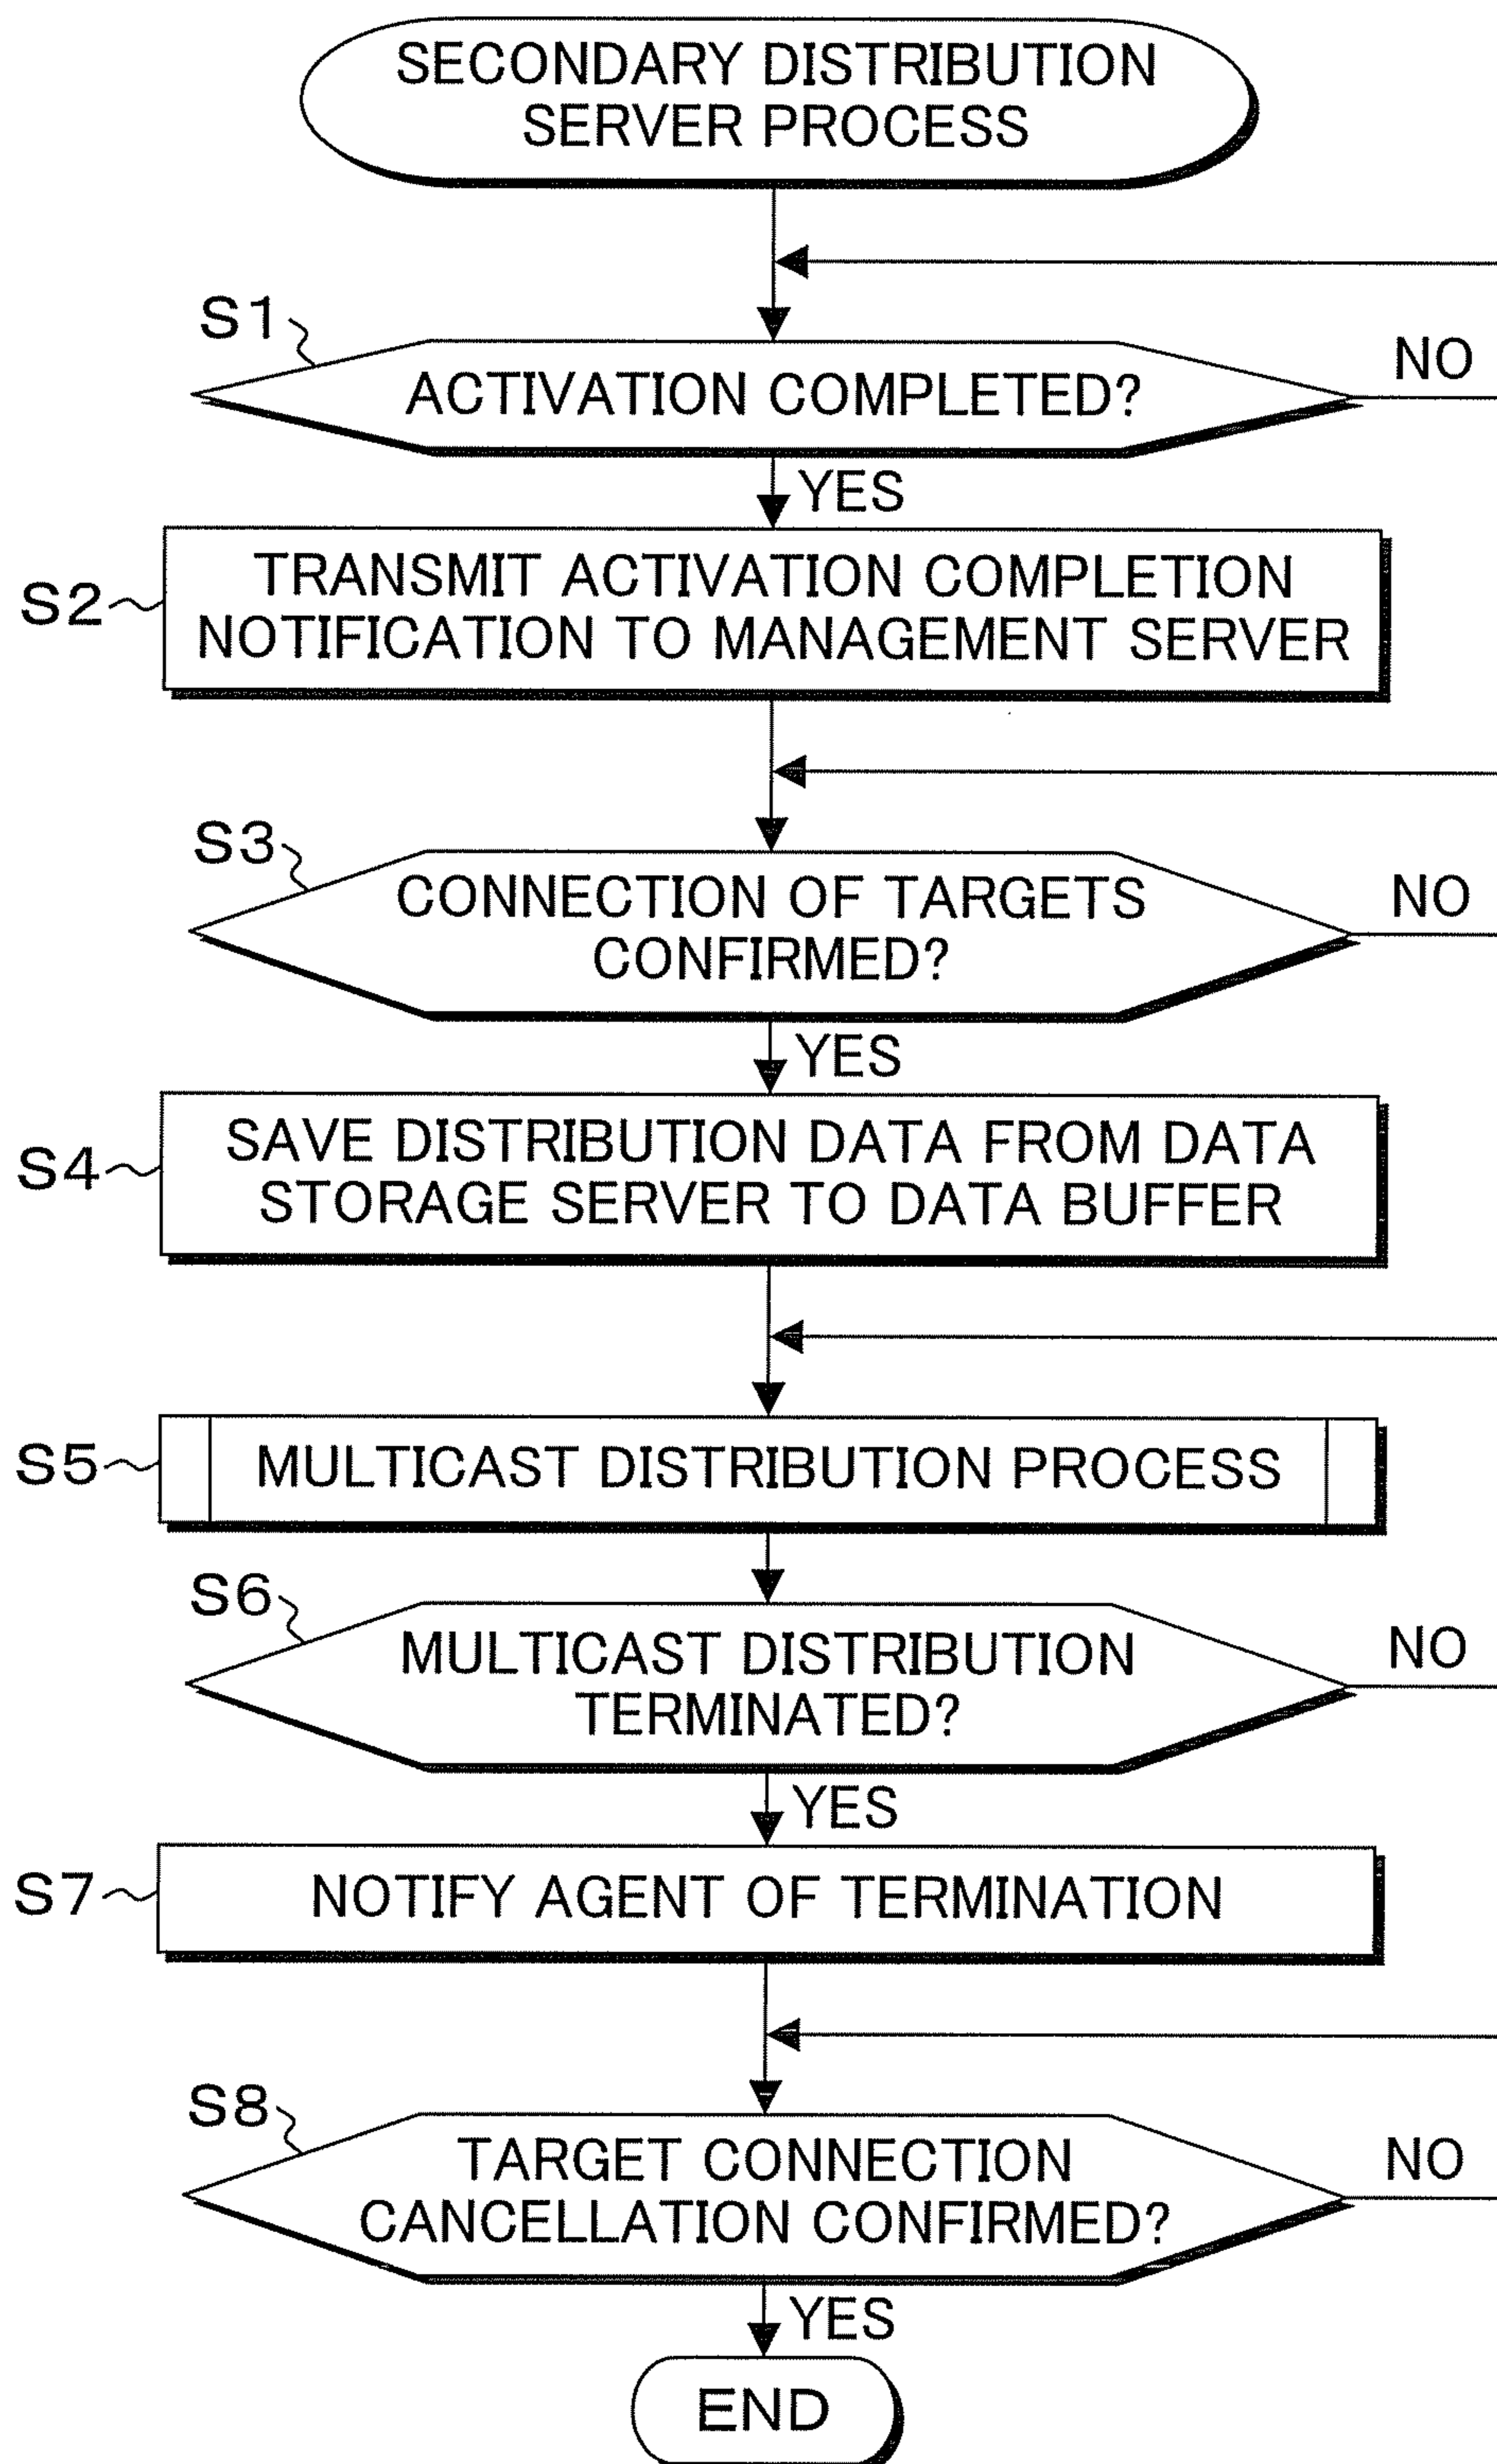 SECONDARY DISTRIBUTION
SERVER PROCESS
S1
ACTIVATION COMPLETED?
NO
YES
S2
TRANSMIT ACTIVATION COMPLETION
NOTIFICATION TO MANAGEMENT SERVER
S3
CONNECTION OF TARGETS
CONFIRMED?
NO
YES
S4
SAVE DISTRIBUTION DATA FROM DATA
STORAGE SERVER TO DATA BUFFER
S5
MULTICAST DISTRIBUTION PROCESS
S6
MULTICAST DISTRIBUTION
TERMINATED?
NO
YES
S7
NOTIFY AGENT OF TERMINATION
S8
TARGET CONNECTION
CANCELLATION CONFIRMED?
NO
YES
END